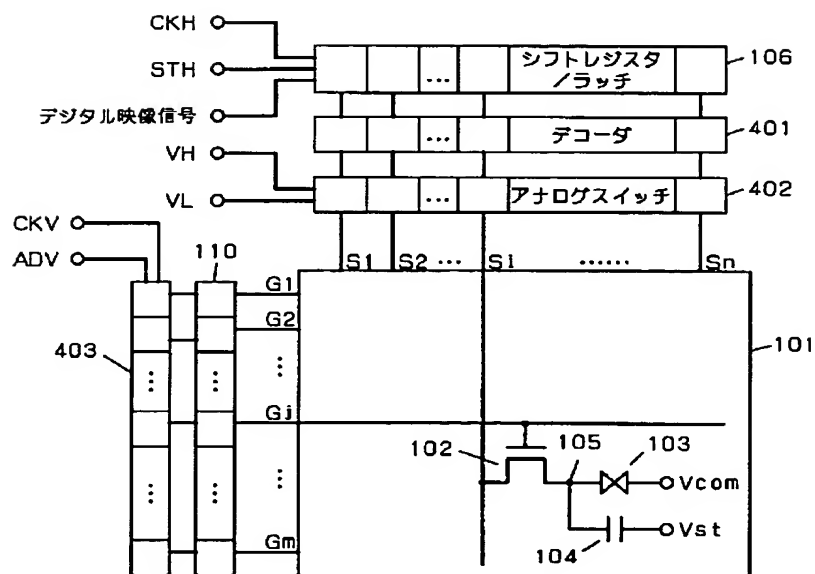 CKH
STH
デジタル映像信号
VH
VL
CKV
ADV
シフトレジスタ
/ラッチ
...
106
デコーダ
401
...
アナログスイッチ
402
S1 S2 ... Si ...... Sn
110
403
G1
G2
...
Gj
...
Gm
...
...
...
...
101
102
105
103
Vcom
104
Vst